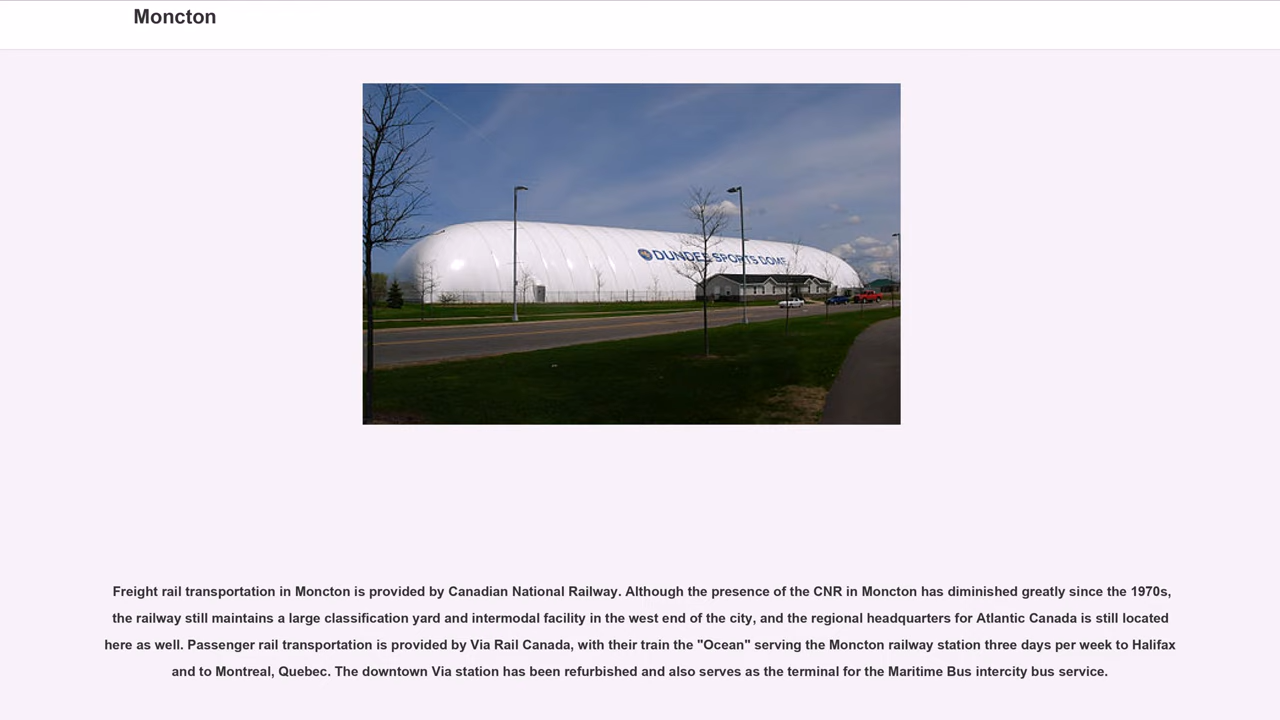 Moncton
DUNDEE SPORTS DOME
Freight rail transportation in Moncton is provided by Canadian National Railway. Although the presence of the CNR in Moncton has diminished greatly since the 1970s,
the railway still maintains a large classification yard and intermodal facility in the west end of the city, and the regional headquarters for Atlantic Canada is still located
here as well. Passenger rail transportation is provided by Via Rail Canada, with their train the "Ocean" serving the Moncton railway station three days per week to Halifax
and to Montreal, Quebec. The downtown Via station has been refurbished and also serves as the terminal for the Maritime Bus intercity bus service.